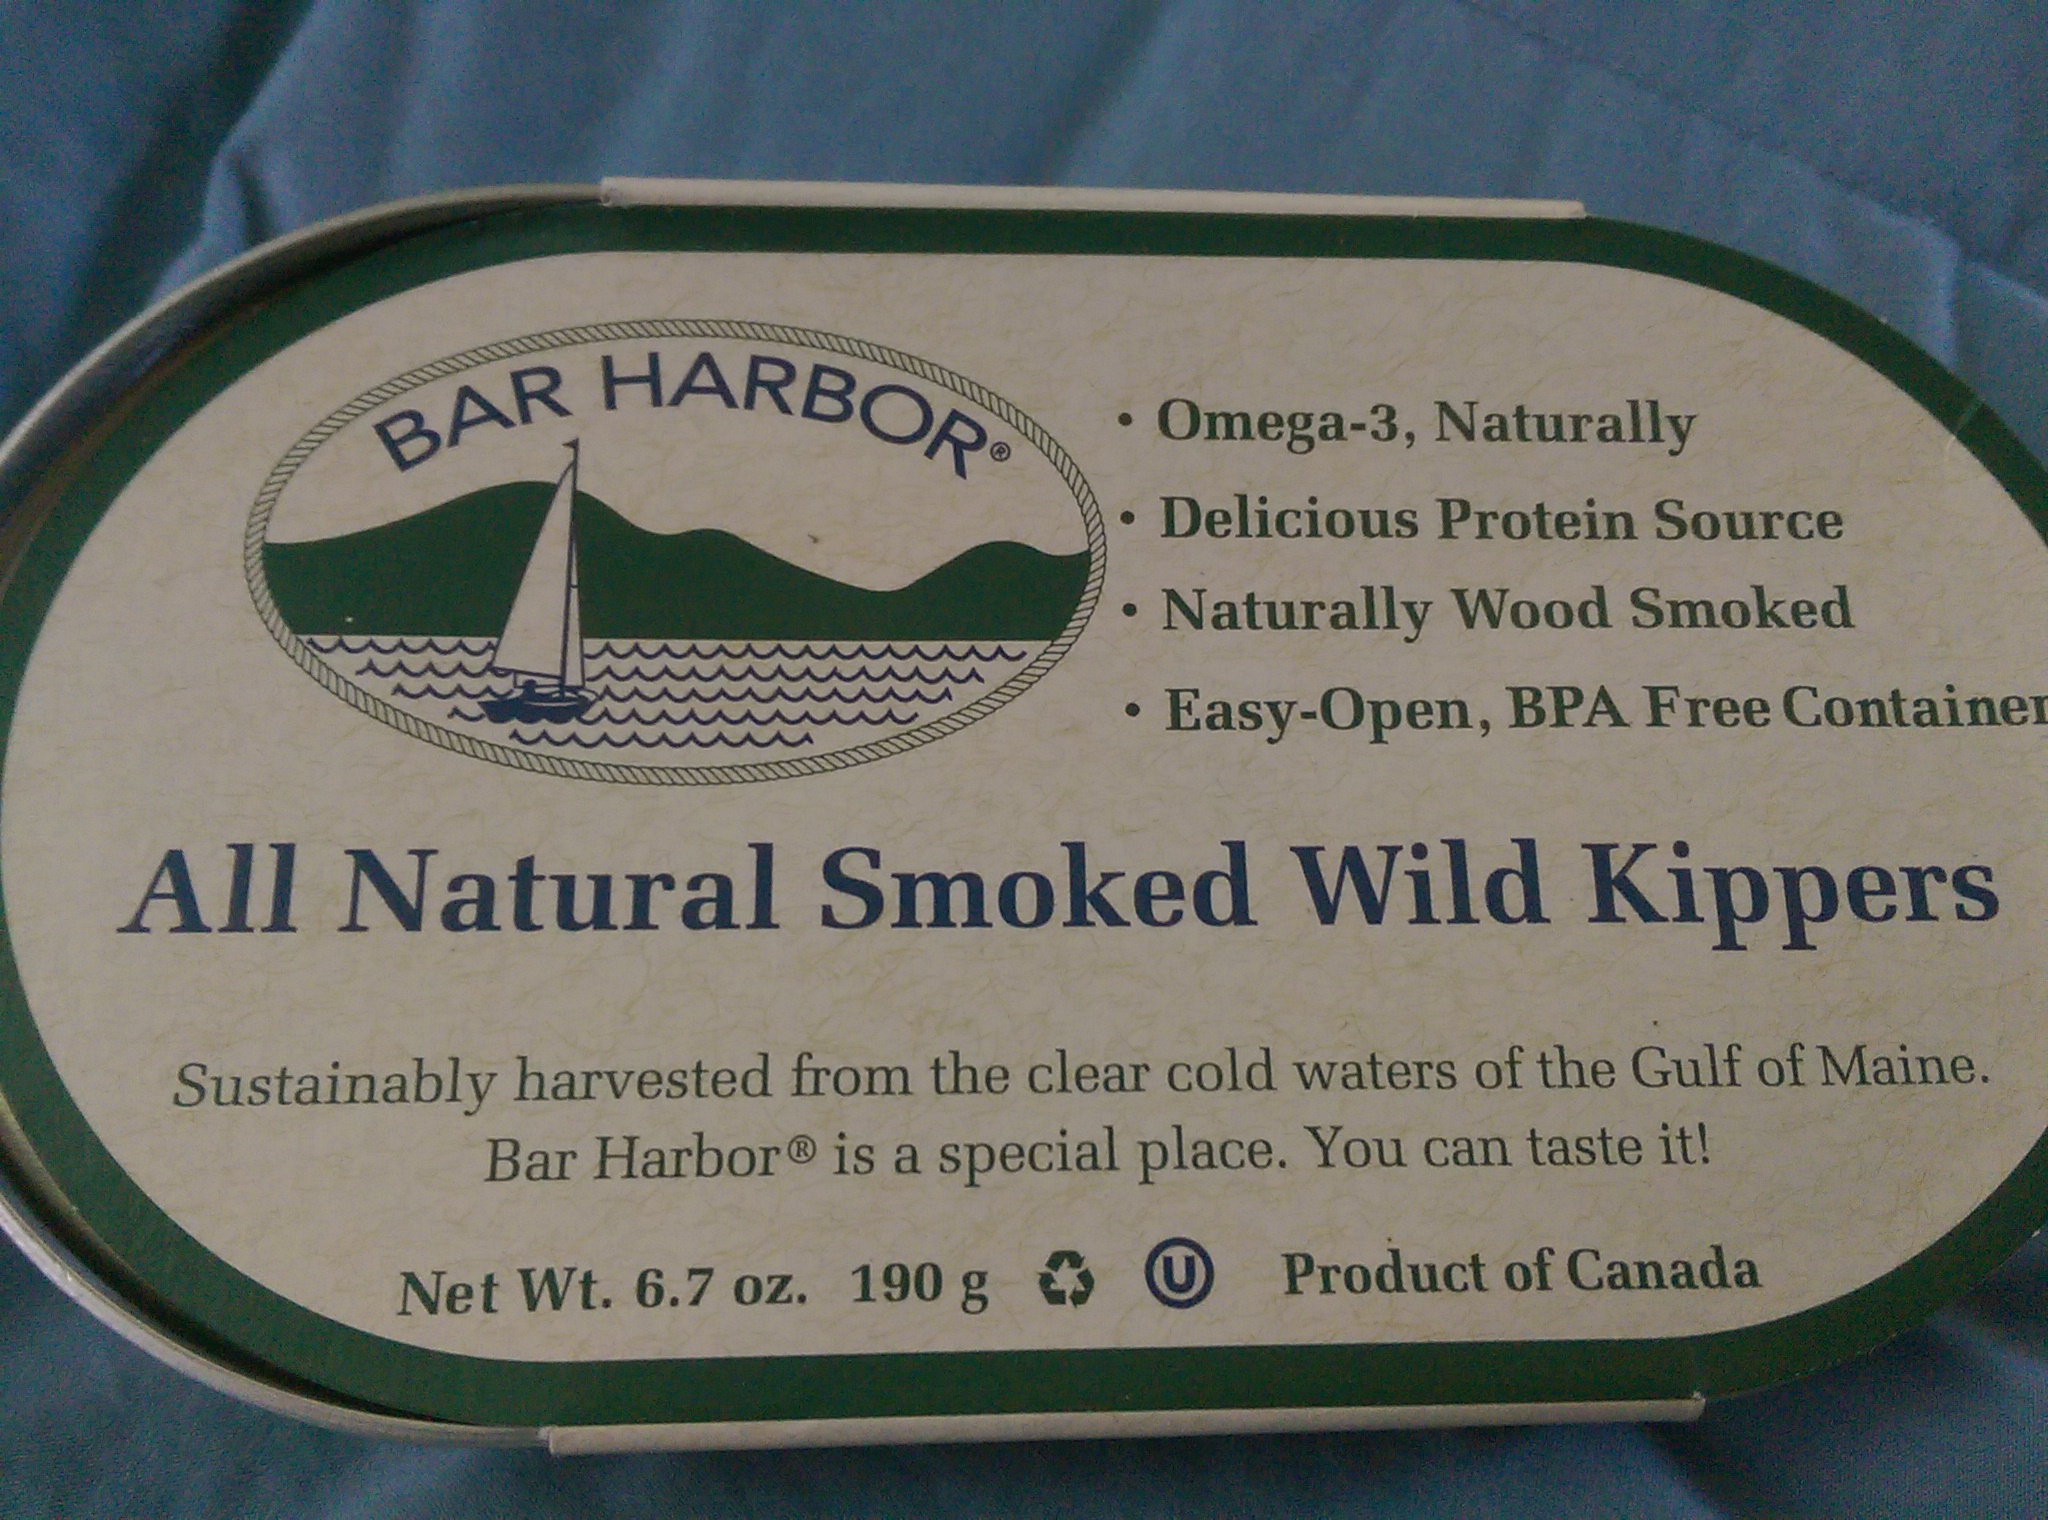 BAR HARBOR®
• Omega-3, Naturally
• Delicious Protein Source
• Naturally Wood Smoked
• Easy-Open, BPA Free Container
All Natural Smoked Wild Kippers
Sustainably harvested from the clear cold waters of the Gulf of Maine.
Bar Harbor® is a special place. You can taste it!
Net Wt. 6.7 oz. 190 g U Product of Canada